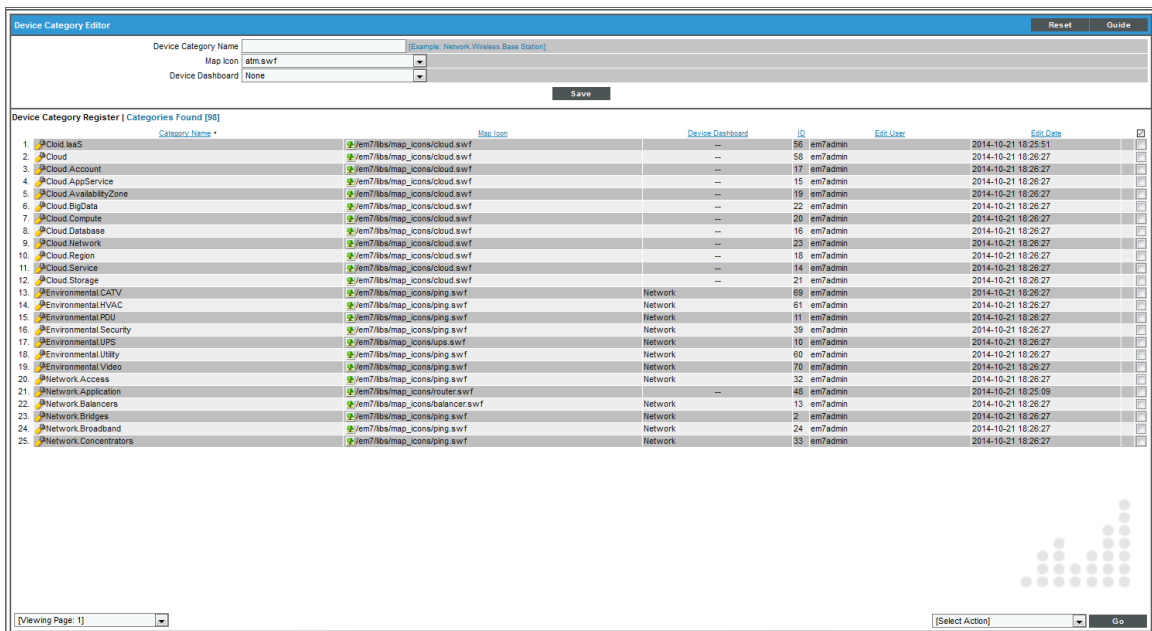 Device Category Editor Reset Guide
Device Category Name [Example: Network.Wireless Base Station]
Map Icon atm.swf
Device Dashboard None
Save
Device Category Register | Categories Found [98]
Category Name • Map Icon Device Dashboard ID Edit User Edit Date
1. Cloid.IaaS /em7/libs/map_icons/cloud.swf -- 56 em7admin 2014-10-21 18:25:51
2. Cloud /em7/libs/map_icons/cloud.swf -- 58 em7admin 2014-10-21 18:26:27
3. Cloud.Account /em7/libs/map_icons/cloud.swf -- 17 em7admin 2014-10-21 18:26:27
4. Cloud.AppService /em7/libs/map_icons/cloud.swf -- 15 em7admin 2014-10-21 18:26:27
5. Cloud.AvailabilityZone /em7/libs/map_icons/cloud.swf -- 19 em7admin 2014-10-21 18:26:27
6. Cloud.BigData /em7/libs/map_icons/cloud.swf -- 22 em7admin 2014-10-21 18:26:27
7. Cloud.Compute /em7/libs/map_icons/cloud.swf -- 20 em7admin 2014-10-21 18:26:27
8. Cloud.Database /em7/libs/map_icons/cloud.swf -- 16 em7admin 2014-10-21 18:26:27
9. Cloud.Network /em7/libs/map_icons/cloud.swf -- 23 em7admin 2014-10-21 18:26:27
10. Cloud.Region /em7/libs/map_icons/cloud.swf -- 18 em7admin 2014-10-21 18:26:27
11. Cloud.Service /em7/libs/map_icons/cloud.swf -- 14 em7admin 2014-10-21 18:26:27
12. Cloud.Storage /em7/libs/map_icons/cloud.swf -- 21 em7admin 2014-10-21 18:26:27
13. Environmental.CATV /em7/libs/map_icons/ping.swf Network 69 em7admin 2014-10-21 18:26:27
14. Environmental.HVAC /em7/libs/map_icons/ping.swf Network 61 em7admin 2014-10-21 18:26:27
15. Environmental.PDU /em7/libs/map_icons/ping.swf Network 11 em7admin 2014-10-21 18:26:27
16. Environmental.Security /em7/libs/map_icons/ping.swf Network 39 em7admin 2014-10-21 18:26:27
17. Environmental.UPS /em7/libs/map_icons/ups.swf Network 10 em7admin 2014-10-21 18:26:27
18. Environmental.Utility /em7/libs/map_icons/ping.swf Network 60 em7admin 2014-10-21 18:26:27
19. Environmental.Video /em7/libs/map_icons/ping.swf Network 70 em7admin 2014-10-21 18:26:27
20. Network.Access /em7/libs/map_icons/ping.swf Network 32 em7admin 2014-10-21 18:26:27
21. Network.Application /em7/libs/map_icons/router.swf -- 48 em7admin 2014-10-21 18:25:09
22. Network.Balancers /em7/libs/map_icons/balancer.swf Network 13 em7admin 2014-10-21 18:26:27
23. Network.Bridges /em7/libs/map_icons/ping.swf Network 2 em7admin 2014-10-21 18:26:27
24. Network.Broadband /em7/libs/map_icons/ping.swf Network 24 em7admin 2014-10-21 18:26:27
25. Network.Concentrators /em7/libs/map_icons/ping.swf Network 33 em7admin 2014-10-21 18:26:27
[Viewing Page: 1] [Select Action] Go